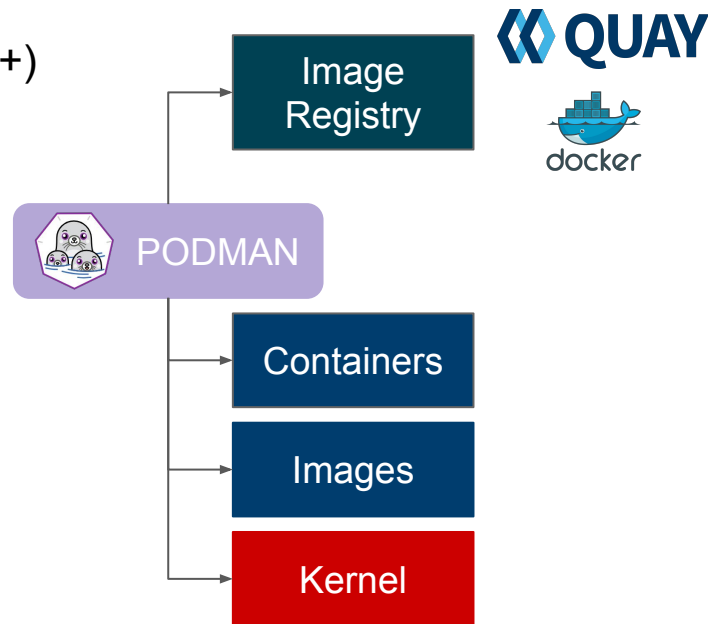 +)
Image
Registry
QUAY
docker
PODMAN
Containers
Images
Kernel